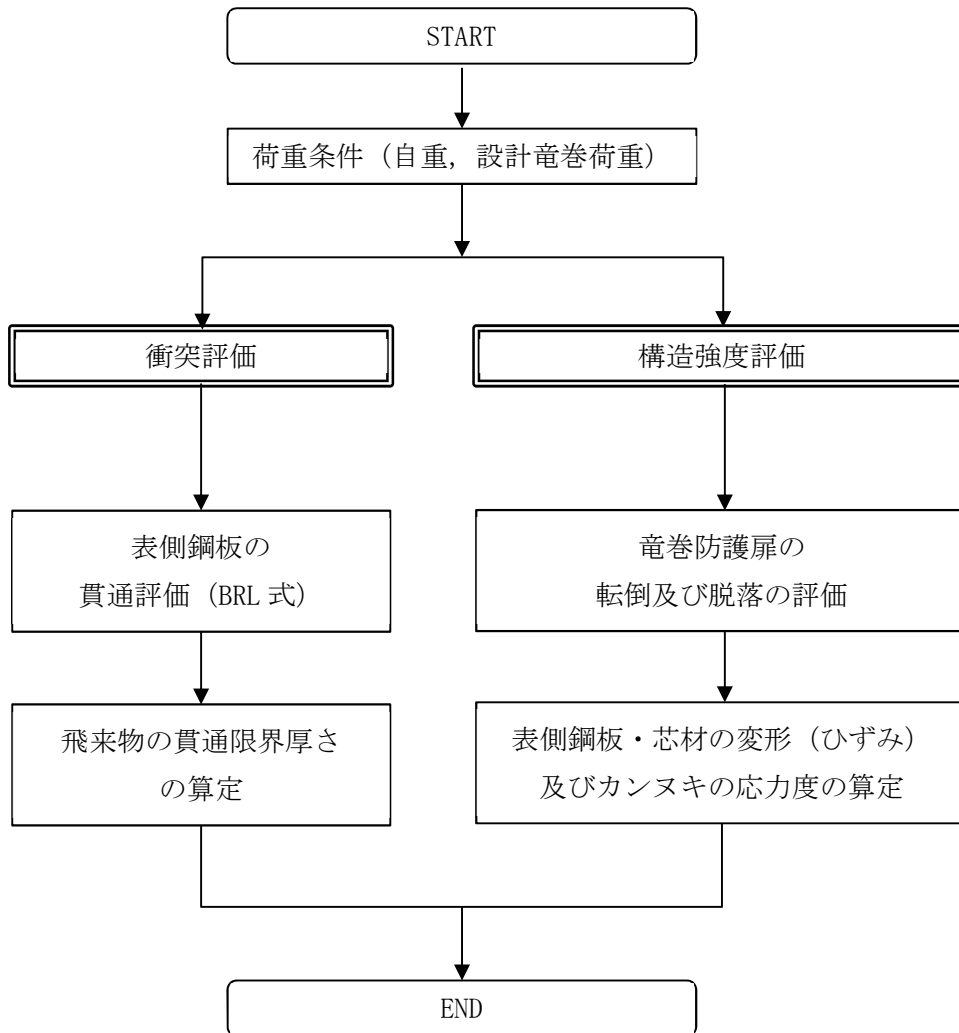 START
荷重条件（自重，設計竜巻荷重）
衝突評価
構造強度評価
表側鋼板の
貫通評価（BRL 式）
竜巻防護扉の
転倒及び脱落の評価
飛来物の貫通限界厚さ
の算定
表側鋼板・芯材の変形（ひずみ）
及びカンヌキの応力度の算定
END